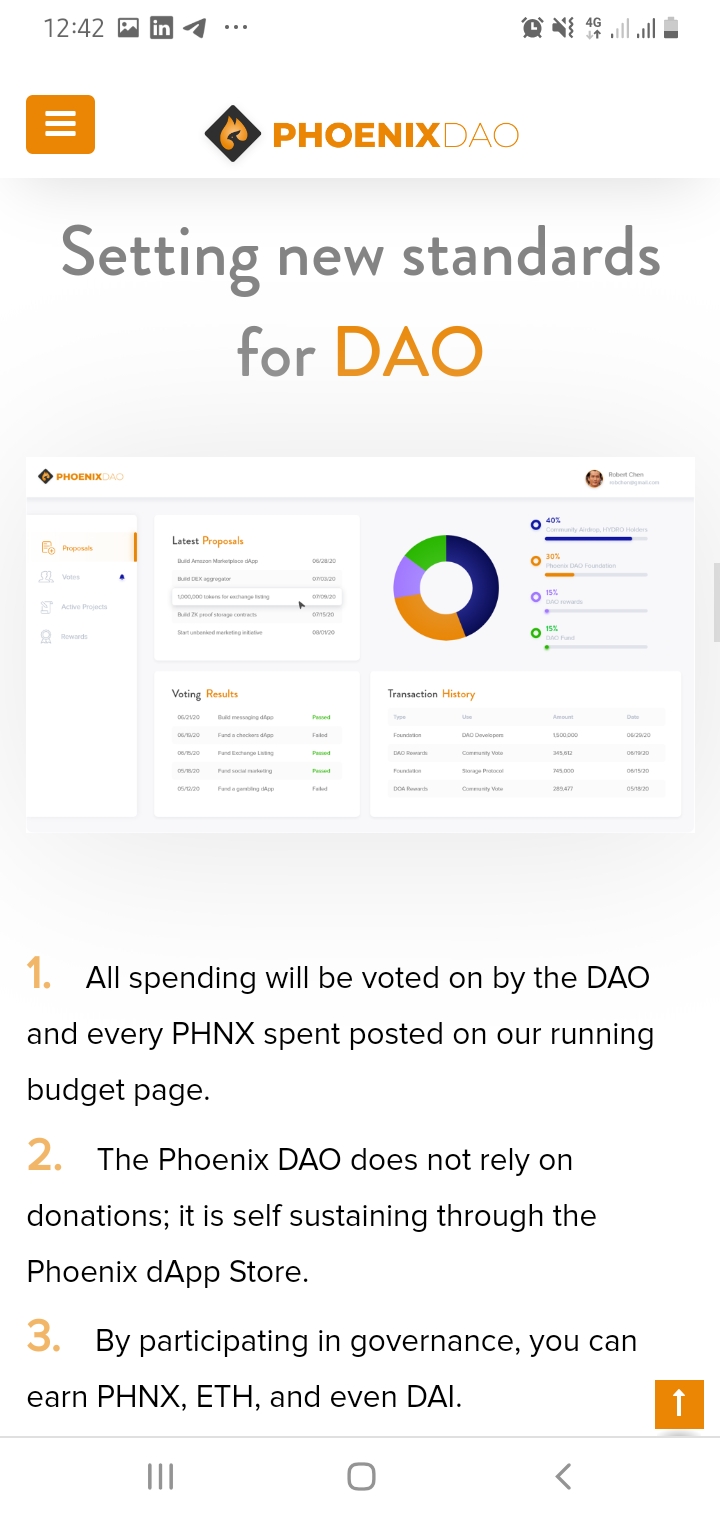 12:42
4G
PHOENIXDAO
Setting new standards
for DAO
PHOENIXDAO
Robert Chen
Proposals
Votes
Active Projects
Rewards
Latest Proposals
Build Amazon Marketplace dApp 06/28/20
Build DEX aggregator 07/03/20
1,000,000 tokens for exchange listing 07/09/20
Build ZK proof storage contracts 07/15/20
Start unbanked marketing initiative 08/01/20
40%
Community Airdrop, HYDRO Holders
30%
Phoenix DAO Foundation
15%
DAO rewards
15%
DAO Fund
Voting Results
06/21/20 Build messaging dApp Passed
Fund a checkers dApp Failed
Fund Exchange Listing Passed
Fund social marketing Passed
05/12/20 Fund a gambling dApp Failed
Transaction History
Type Use Amount Date
Foundation DAO Developers 1,500,000 06/29/20
DAO Rewards Community Vote 345,612 06/19/20
Foundation Storage Protocol 745,000 06/15/20
DOA Rewards Community Vote 289,477 05/18/20
1. All spending will be voted on by the DAO
and every PHNX spent posted on our running
budget page.
2. The Phoenix DAO does not rely on
donations; it is self sustaining through the
Phoenix dApp Store.
3. By participating in governance, you can
earn PHNX, ETH, and even DAI.